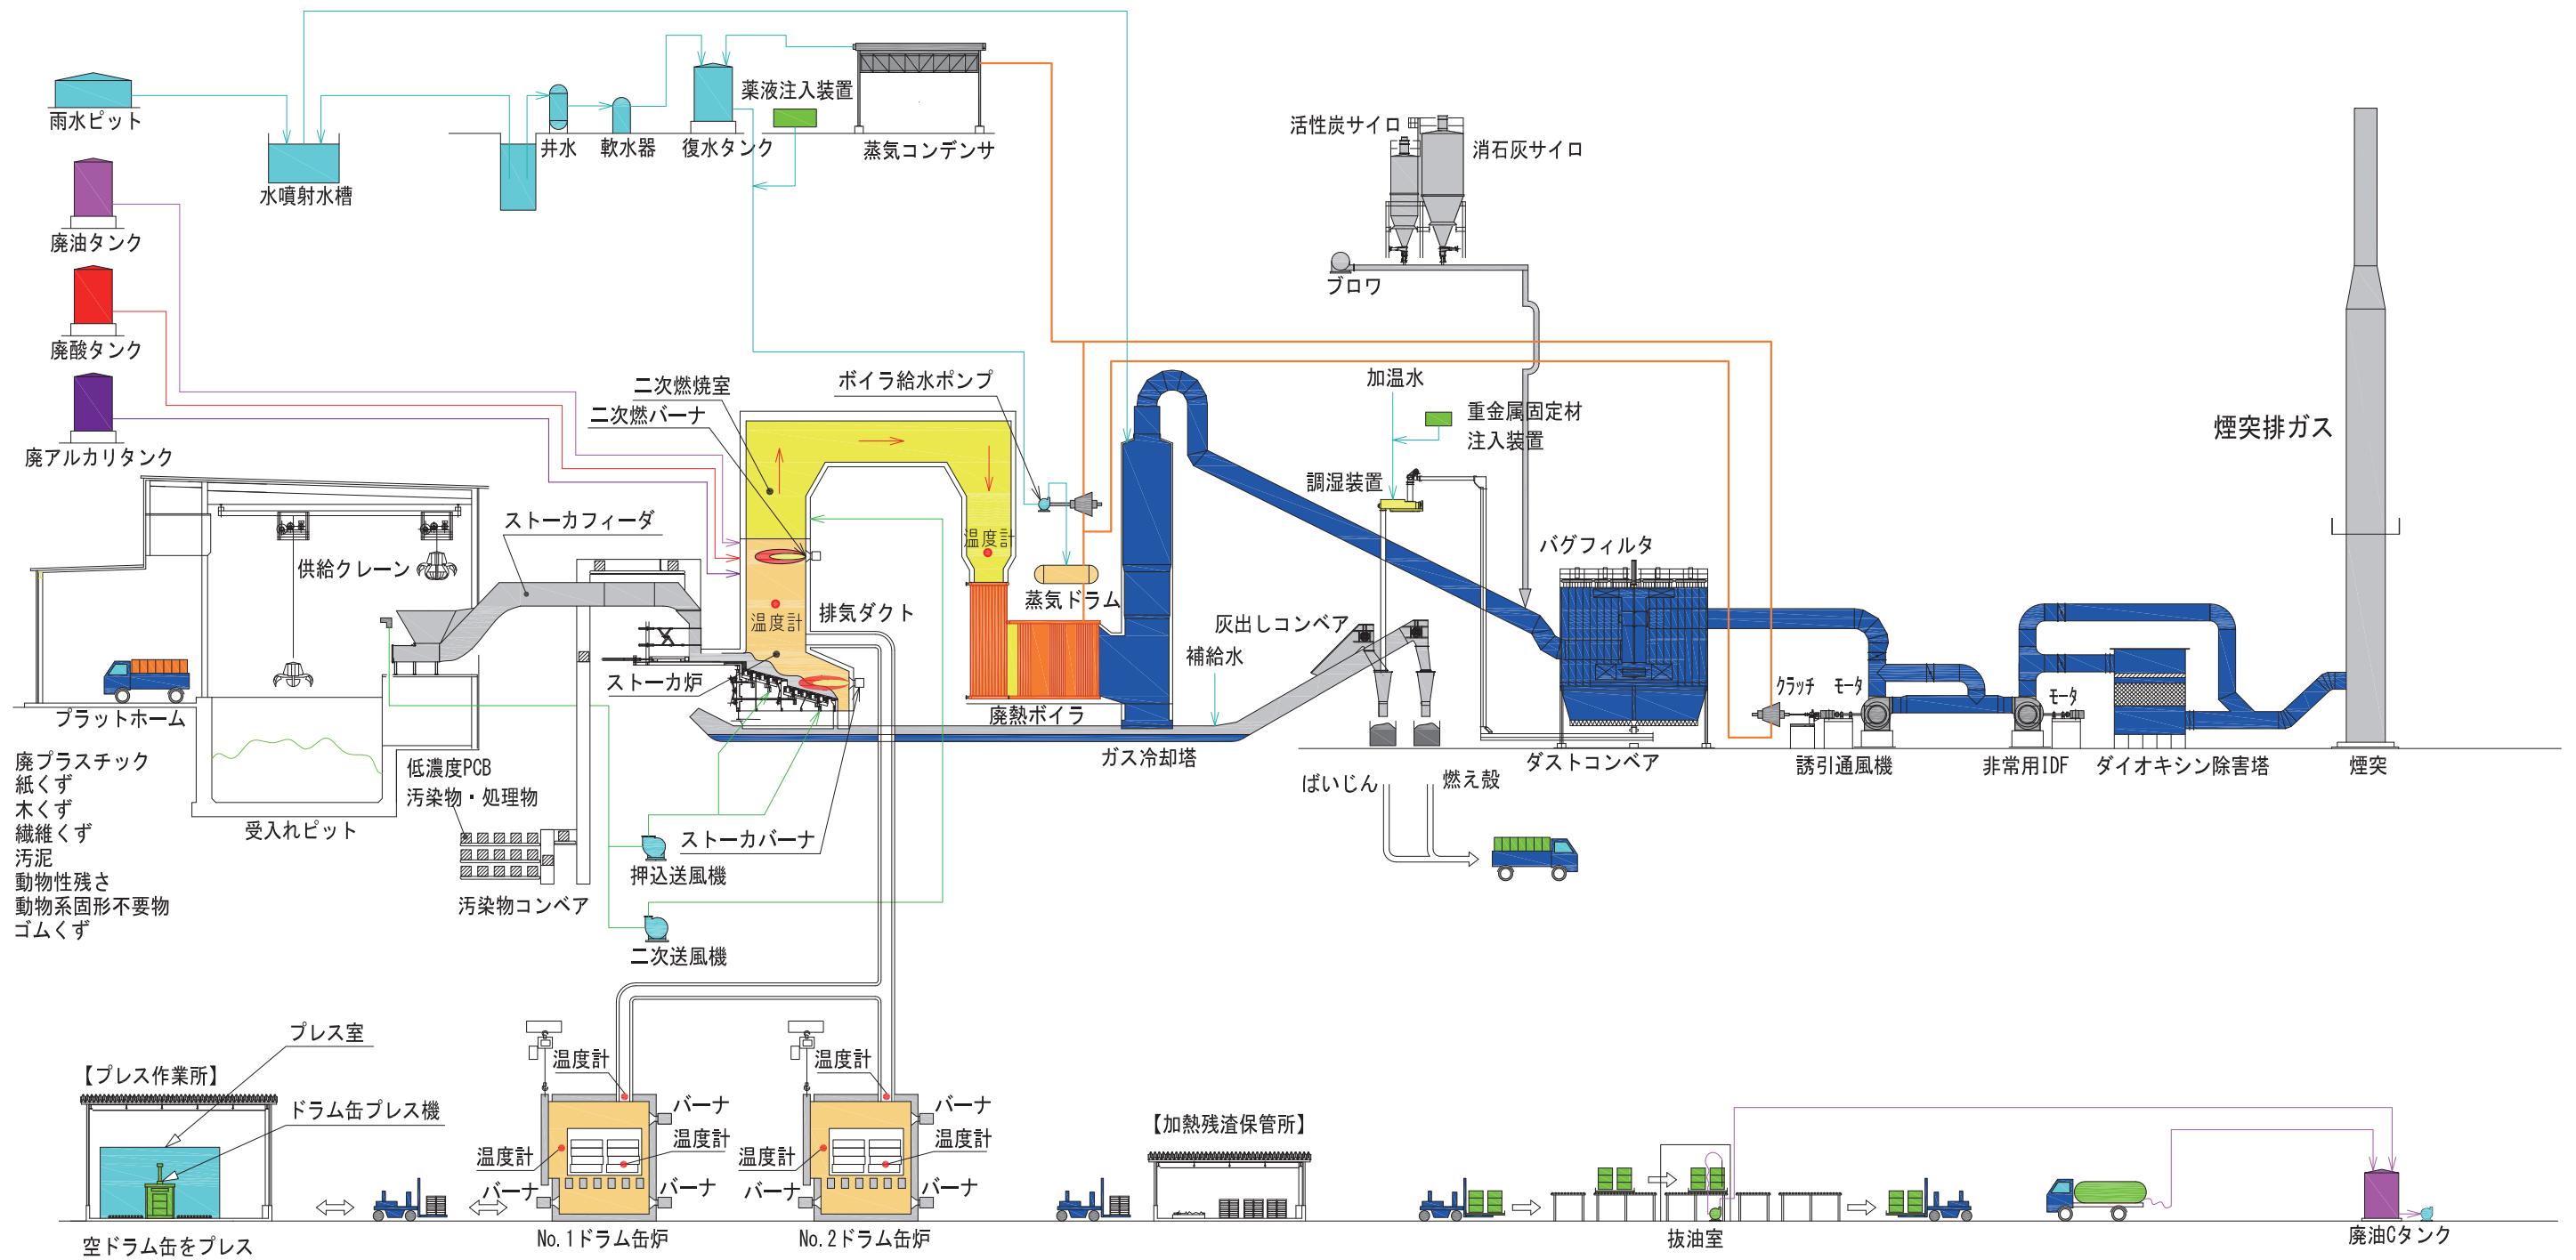 雨水ピット
廃油タンク
廃酸タンク
廃アルカリタンク
水噴射水槽
井水
軟水器
復水タンク
薬液注入装置
蒸気コンデンサ
活性炭サイロ
消石灰サイロ
ブロワ
二次燃焼室
二次燃バーナ
ボイラ給水ポンプ
加温水
重金属固定材
注入装置
調湿装置
煙突排ガス
ストーカフィーダ
供給クレーン
温度計
温度計
排気ダクト
蒸気ドラム
バグフィルタ
灰出しコンベア
補給水
ストーカ炉
廃熱ボイラ
ガス冷却塔
プラットホーム
クラッチ
モータ
モータ
廃プラスチック
紙くず
木くず
繊維くず
汚泥
動物性残さ
動物系固形不要物
ゴムくず
受入れピット
低濃度PCB
汚染物・処理物
汚染物コンベア
ストーカバーナ
押込送風機
二次送風機
ばいじん
燃え殻
ダストコンベア
誘引通風機
非常用IDF
ダイオキシン除害塔
煙突
プレス室
【プレス作業所】
ドラム缶プレス機
空ドラム缶をプレス
温度計
バーナ
温度計
温度計
バーナ
バーナ
No.1ドラム缶炉
温度計
バーナ
温度計
温度計
バーナ
バーナ
No.2ドラム缶炉
【加熱残渣保管所】
抜油室
廃油Cタンク